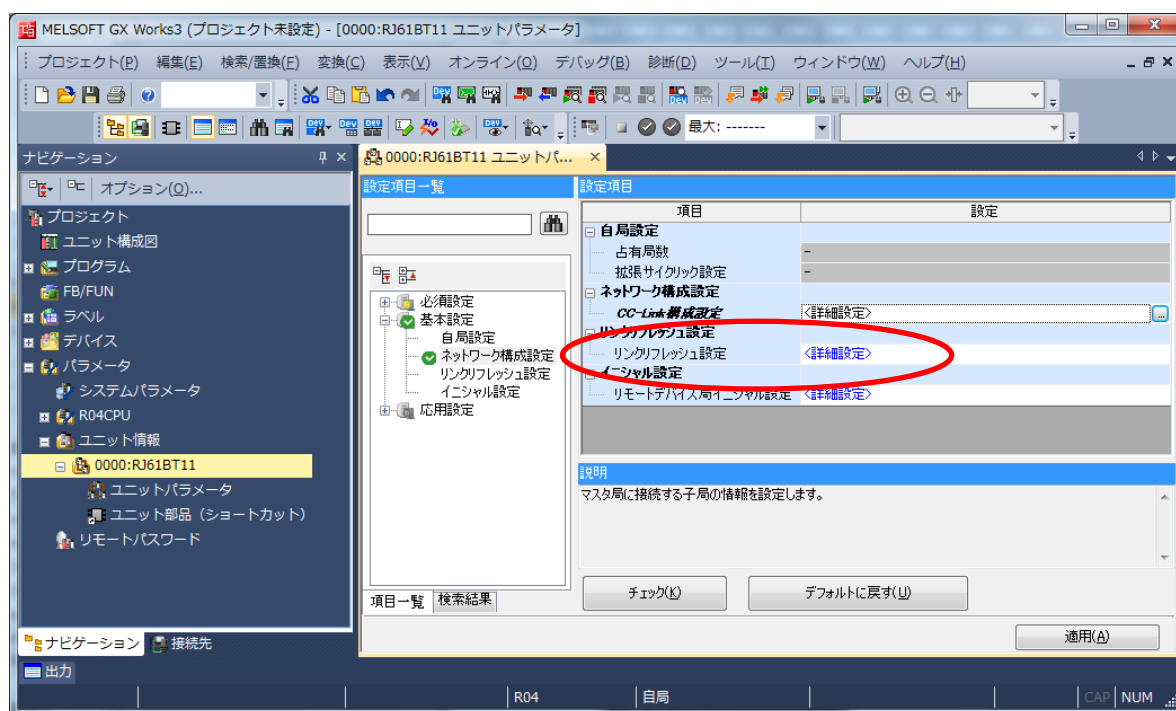 MELSOFT GX Works3 (プロジェクト未設定) - [0000:RJ61BT11 ユニットパラメータ]
プロジェクト(P) 編集(E) 検索/置換(F) 変換(C) 表示(V) オンライン(O) デバッグ(B) 診断(D) ツール(T) ウィンドウ(W) ヘルプ(H)
最大: -------
ナビゲーション
0000:RJ61BT11 ユニットパ...
オプション(O)...
プロジェクト
ユニット構成図
プログラム
FB/FUN
ラベル
デバイス
パラメータ
システムパラメータ
R04CPU
ユニット情報
0000:RJ61BT11
ユニットパラメータ
ユニット部品（ショートカット）
リモートパスワード
ナビゲーション 接続先
設定項目一覧
必須設定
基本設定
自局設定
ネットワーク構成設定
リンクリフレッシュ設定
イニシャル設定
応用設定
項目一覧 検索結果
設定項目
項目 設定
自局設定
占有局数 -
拡張サイクリック設定 -
ネットワーク構成設定
CC-Link構成設定 <詳細設定>
リンクリフレッシュ設定
リンクリフレッシュ設定 <詳細設定>
イニシャル設定
リモートデバイス局イニシャル設定 <詳細設定>
説明
マスタ局に接続する子局の情報を設定します。
チェック(K) デフォルトに戻す(U)
適用(A)
出力
R04 自局 CAP NUM